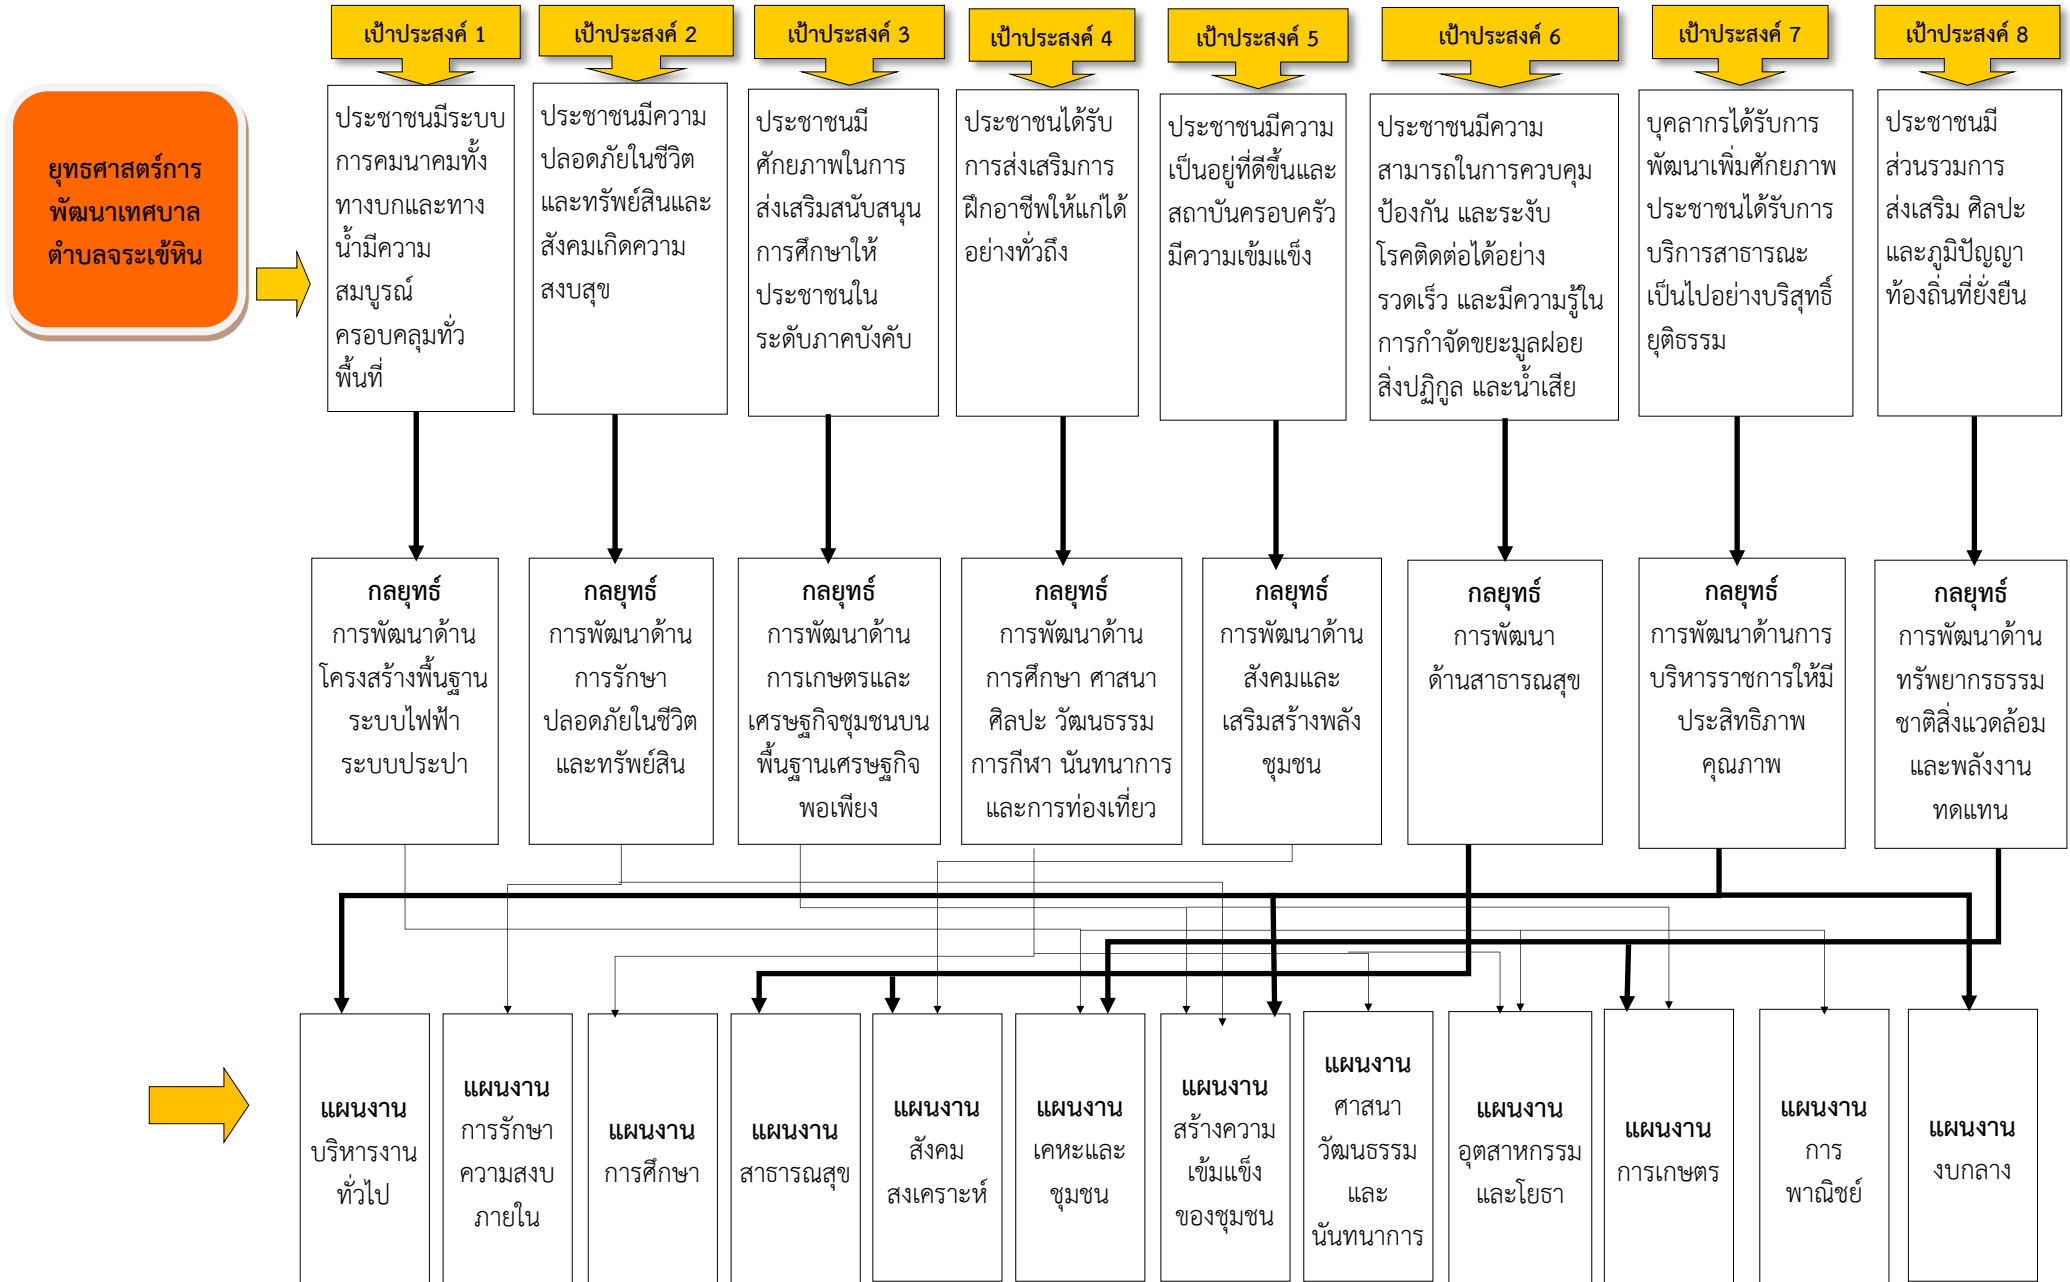 เป้าประสงค์ 1
เป้าประสงค์ 2
เป้าประสงค์ 3
เป้าประสงค์ 4
เป้าประสงค์ 5
เป้าประสงค์ 6
เป้าประสงค์ 7
เป้าประสงค์ 8
ยุทธศาสตร์การ
พัฒนาเทศบาล
ตำบลจระเข้หิน
ประชาชนมีระบบ
การคมนาคมทั้ง
ทางบกและทาง
น้ำมีความ
สมบูรณ์
ครอบคลุมทั่ว
พื้นที่
ประชาชนมีความ
ปลอดภัยในชีวิต
และทรัพย์สินและ
สังคมเกิดความ
สงบสุข
ประชาชนมี
ศักยภาพในการ
ส่งเสริมสนับสนุน
การศึกษาให้
ประชาชนใน
ระดับภาคบังคับ
ประชาชนได้รับ
การส่งเสริมการ
ฝึกอาชีพให้แก่ได้
อย่างทั่วถึง
ประชาชนมีความ
เป็นอยู่ที่ดีขึ้นและ
สถาบันครอบครัว
มีความเข้มแข็ง
ประชาชนมีความ
สามารถในการควบคุม
ป้องกัน และระงับ
โรคติดต่อได้อย่าง
รวดเร็ว และมีความรู้ใน
การกำจัดขยะมูลฝอย
สิ่งปฏิกูล และน้ำเสีย
บุคลากรได้รับการ
พัฒนาเพิ่มศักยภาพ
ประชาชนได้รับการ
บริการสาธารณะ
เป็นไปอย่างบริสุทธิ์
ยุติธรรม
ประชาชนมี
ส่วนรวมการ
ส่งเสริม ศิลปะ
และภูมิปัญญา
ท้องถิ่นที่ยั่งยืน
กลยุทธ์
การพัฒนาด้าน
โครงสร้างพื้นฐาน
ระบบไฟฟ้า
ระบบประปา
กลยุทธ์
การพัฒนาด้าน
การรักษา
ปลอดภัยในชีวิต
และทรัพย์สิน
กลยุทธ์
การพัฒนาด้าน
การเกษตรและ
เศรษฐกิจชุมชนบน
พื้นฐานเศรษฐกิจ
พอเพียง
กลยุทธ์
การพัฒนาด้าน
การศึกษา ศาสนา
ศิลปะ วัฒนธรรม
การกีฬา นันทนาการ
และการท่องเที่ยว
กลยุทธ์
การพัฒนาด้าน
สังคมและ
เสริมสร้างพลัง
ชุมชน
กลยุทธ์
การพัฒนา
ด้านสาธารณสุข
กลยุทธ์
การพัฒนาด้านการ
บริหารราชการให้มี
ประสิทธิภาพ
คุณภาพ
กลยุทธ์
การพัฒนาด้าน
ทรัพยากรธรรม
ชาติสิ่งแวดล้อม
และพลังงาน
ทดแทน
แผนงาน
บริหารงาน
ทั่วไป
แผนงาน
การรักษา
ความสงบ
ภายใน
แผนงาน
การศึกษา
แผนงาน
สาธารณสุข
แผนงาน
สังคม
สงเคราะห์
แผนงาน
เคหะและ
ชุมชน
แผนงาน
สร้างความ
เข้มแข็ง
ของชุมชน
แผนงาน
ศาสนา
วัฒนธรรม
และ
นันทนาการ
แผนงาน
อุตสาหกรรม
และโยธา
แผนงาน
การเกษตร
แผนงาน
การ
พาณิชย์
แผนงาน
งบกลาง